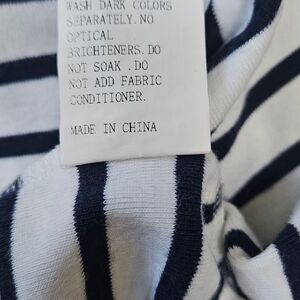 WASH DARK COLORS
SEPARATELY.NO
OPTICAL
BRIGHTENERS.DO
NOT SOAK .DO
NOT ADD FABRIC
CONDITIONER.
MADE IN CHINA